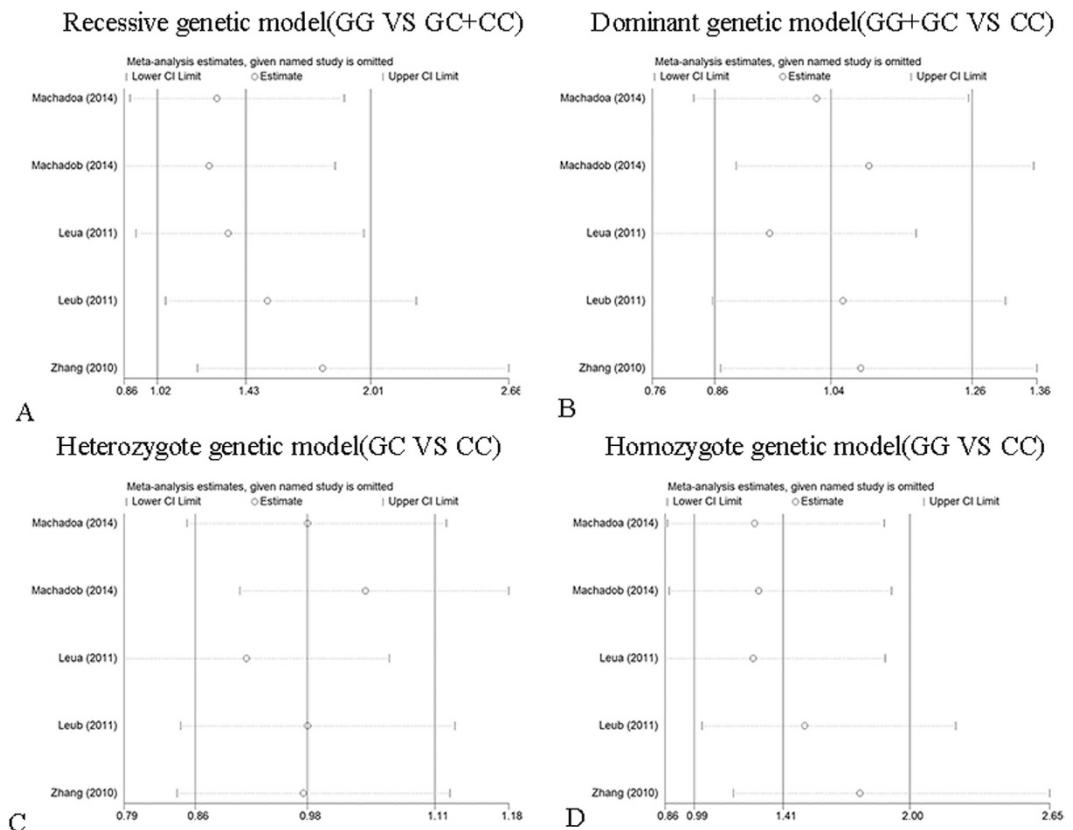 Recessive genetic model(GG VS GC+CC)
Meta-analysis estimates, given named study is omitted
| Lower CI Limit ○ Estimate | Upper CI Limit
Machadoa (2014)
Machadob (2014)
Leua (2011)
Leub (2011)
Zhang (2010)
0.86 1.02 1.43 2.01 2.66
A
Dominant genetic model(GG+GC VS CC)
Meta-analysis estimates, given named study is omitted
| Lower CI Limit ○ Estimate | Upper CI Limit
Machadoa (2014)
Machadob (2014)
Leua (2011)
Leub (2011)
Zhang (2010)
0.76 0.86 1.04 1.26 1.36
B
Heterozygote genetic model(GC VS CC)
Meta-analysis estimates, given named study is omitted
| Lower CI Limit ○ Estimate | Upper CI Limit
Machadoa (2014)
Machadob (2014)
Leua (2011)
Leub (2011)
Zhang (2010)
0.79 0.86 0.98 1.11 1.18
C
Homozygote genetic model(GG VS CC)
Meta-analysis estimates, given named study is omitted
| Lower CI Limit ○ Estimate | Upper CI Limit
Machadoa (2014)
Machadob (2014)
Leua (2011)
Leub (2011)
Zhang (2010)
0.86 0.99 1.41 2.00 2.65
D